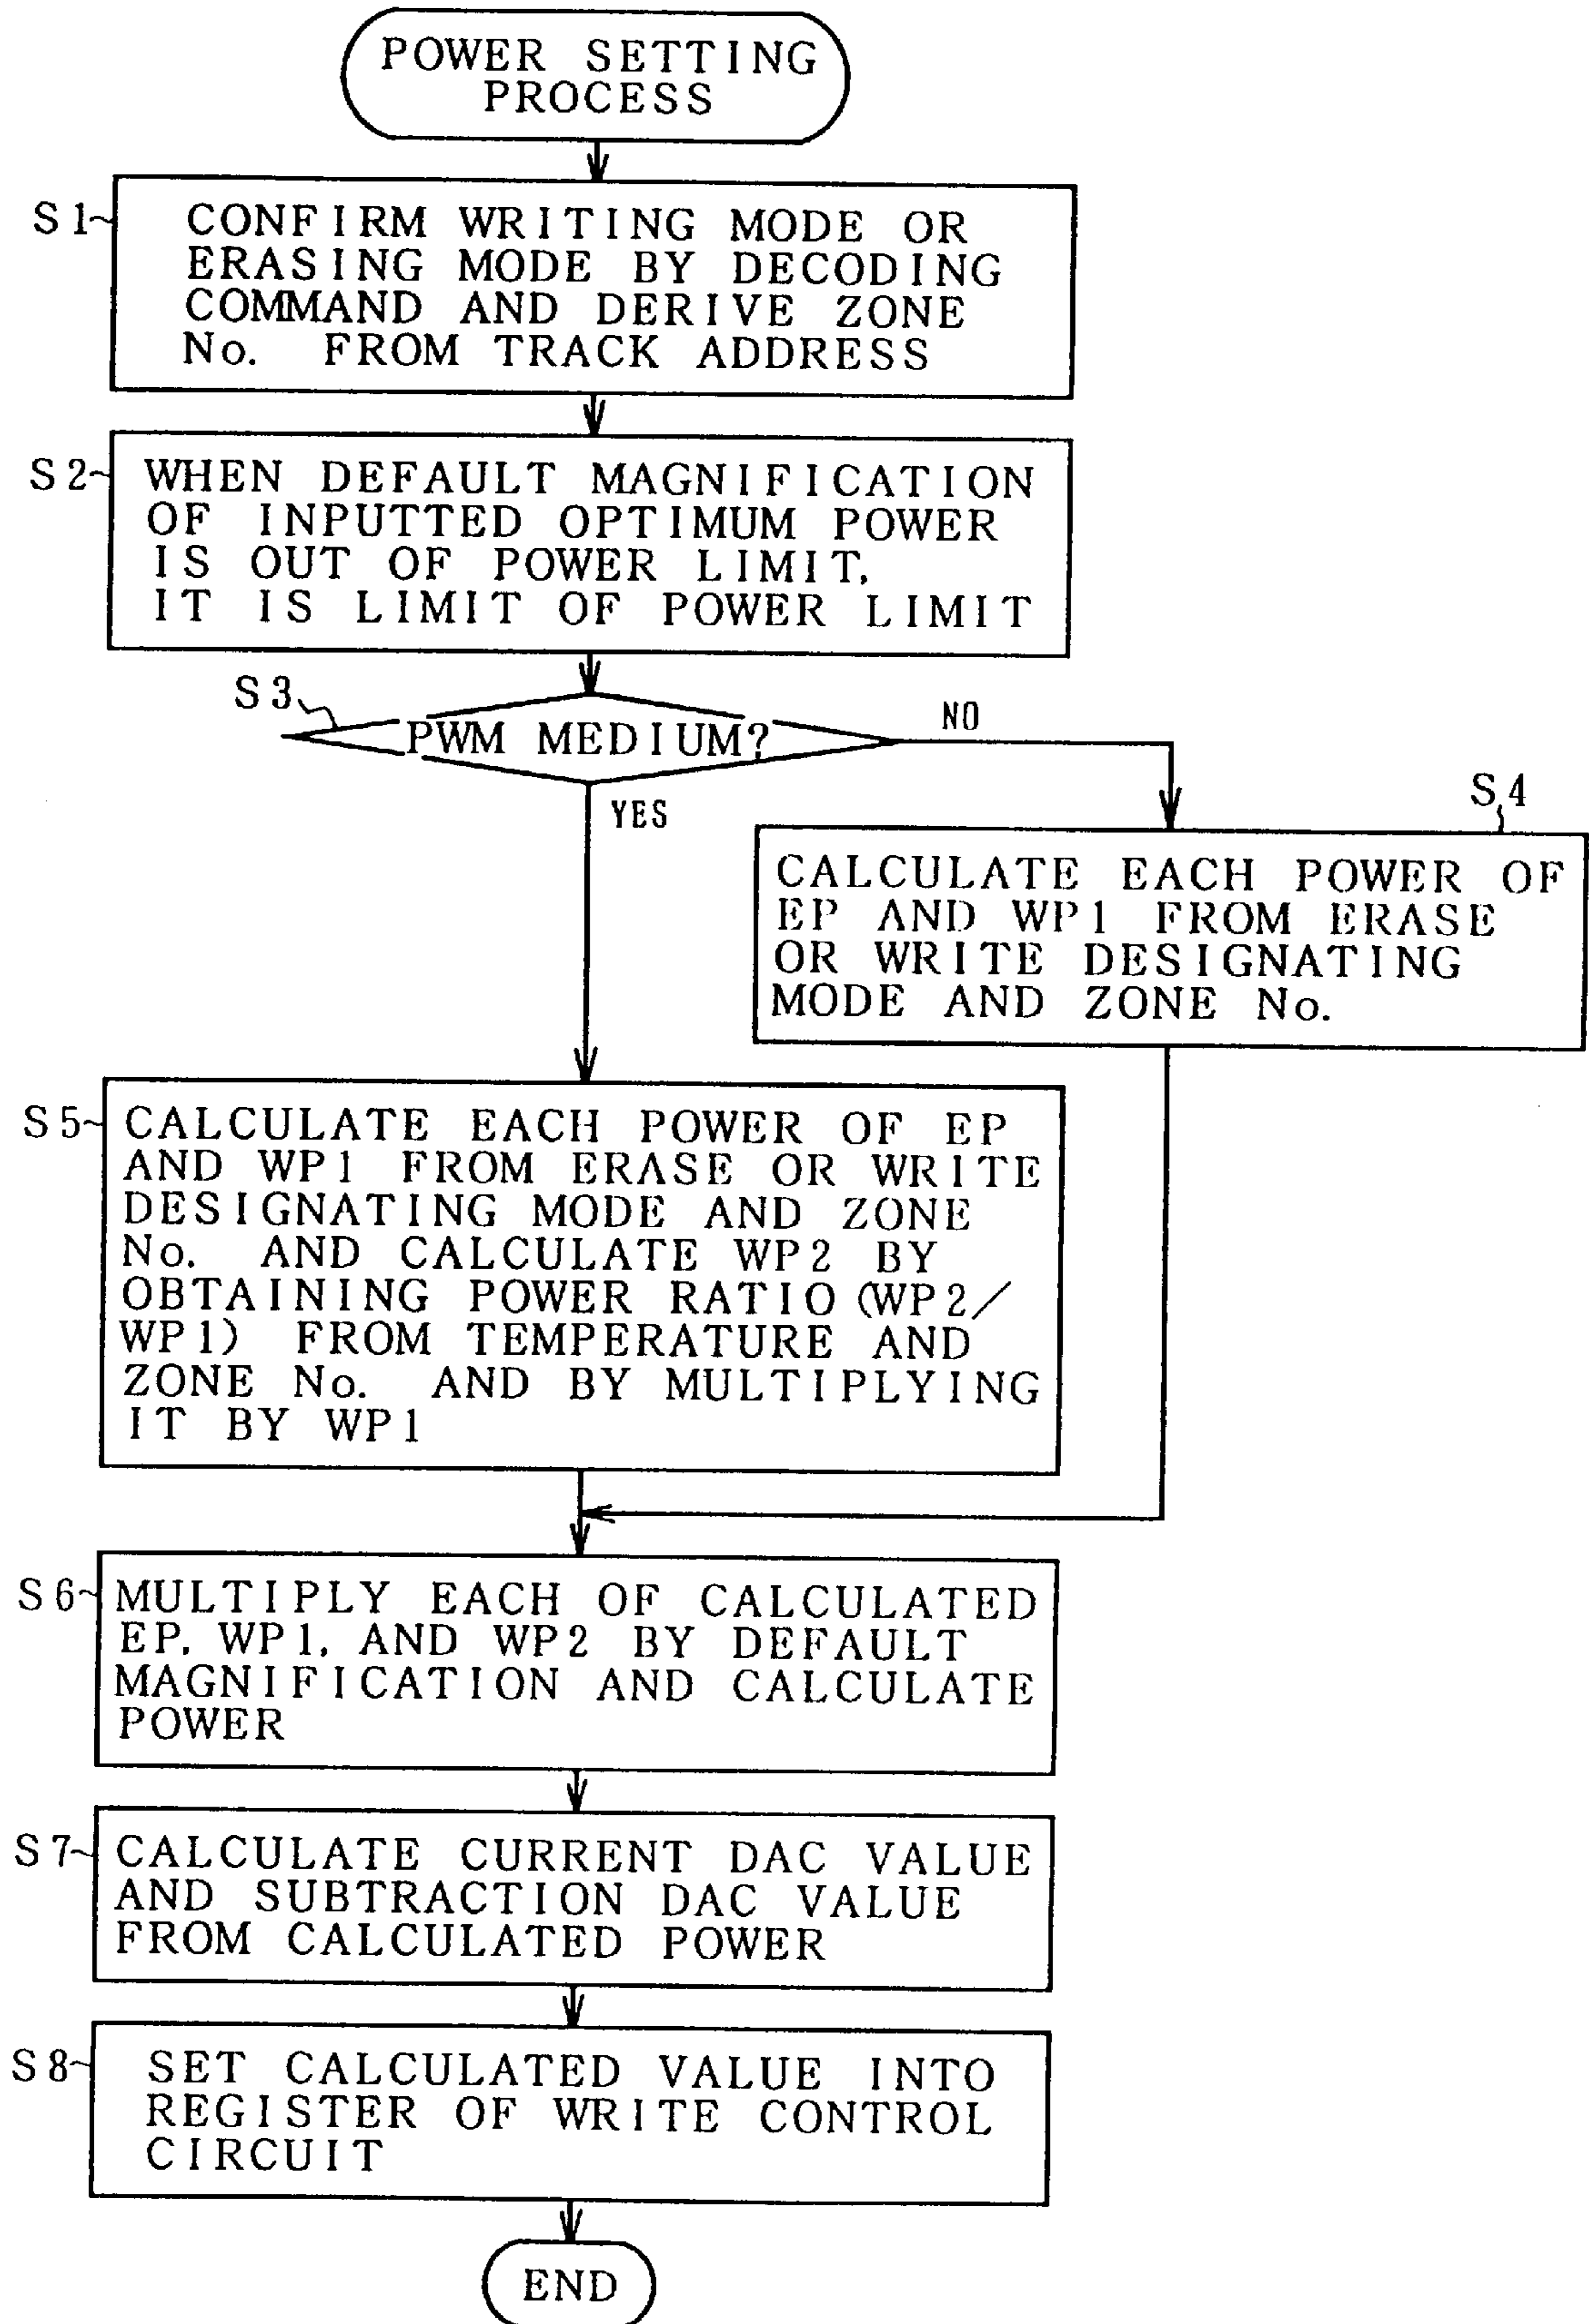 POWER SETTING
PROCESS
S1
CONFIRM WRITING MODE OR
ERASING MODE BY DECODING
COMMAND AND DERIVE ZONE
No. FROM TRACK ADDRESS
S2
WHEN DEFAULT MAGNIFICATION
OF INPUTTED OPTIMUM POWER
IS OUT OF POWER LIMIT,
IT IS LIMIT OF POWER LIMIT
S3
PWM MEDIUM?
NO
YES
S4
CALCULATE EACH POWER OF
EP AND WP1 FROM ERASE
OR WRITE DESIGNATING
MODE AND ZONE No.
S5
CALCULATE EACH POWER OF EP
AND WP1 FROM ERASE OR WRITE
DESIGNATING MODE AND ZONE
No. AND CALCULATE WP2 BY
OBTAINING POWER RATIO (WP2/
WP1) FROM TEMPERATURE AND
ZONE No. AND BY MULTIPLYING
IT BY WP1
S6
MULTIPLY EACH OF CALCULATED
EP, WP1, AND WP2 BY DEFAULT
MAGNIFICATION AND CALCULATE
POWER
S7
CALCULATE CURRENT DAC VALUE
AND SUBTRACTION DAC VALUE
FROM CALCULATED POWER
S8
SET CALCULATED VALUE INTO
REGISTER OF WRITE CONTROL
CIRCUIT
END